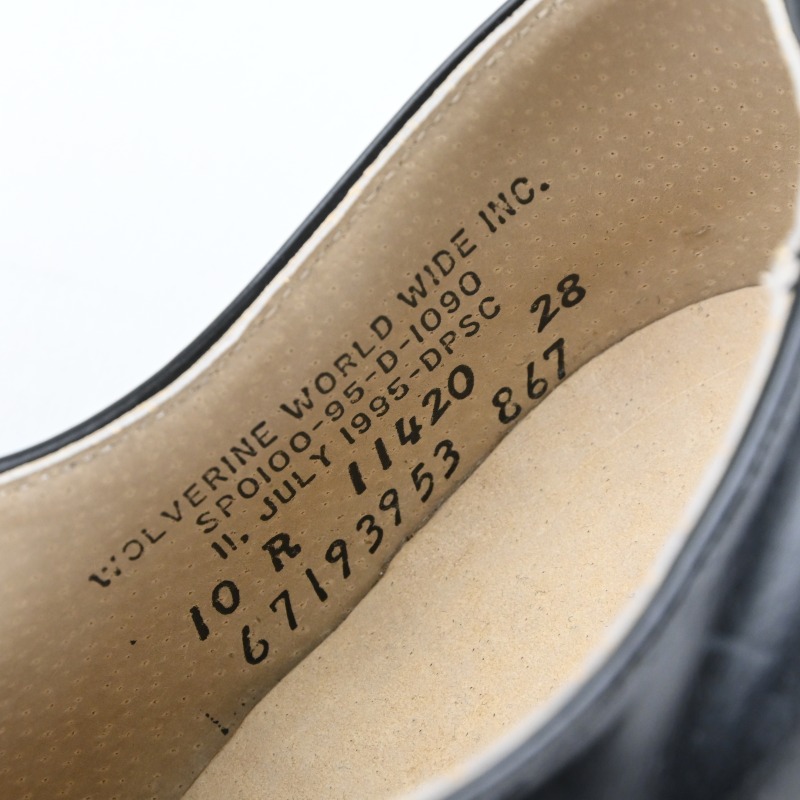 WOLVERINE WORLD WIDE INC.
SPO100-95-D-1090
11. JULY 1995-DPSC
10 R 11420 28
67193953 867